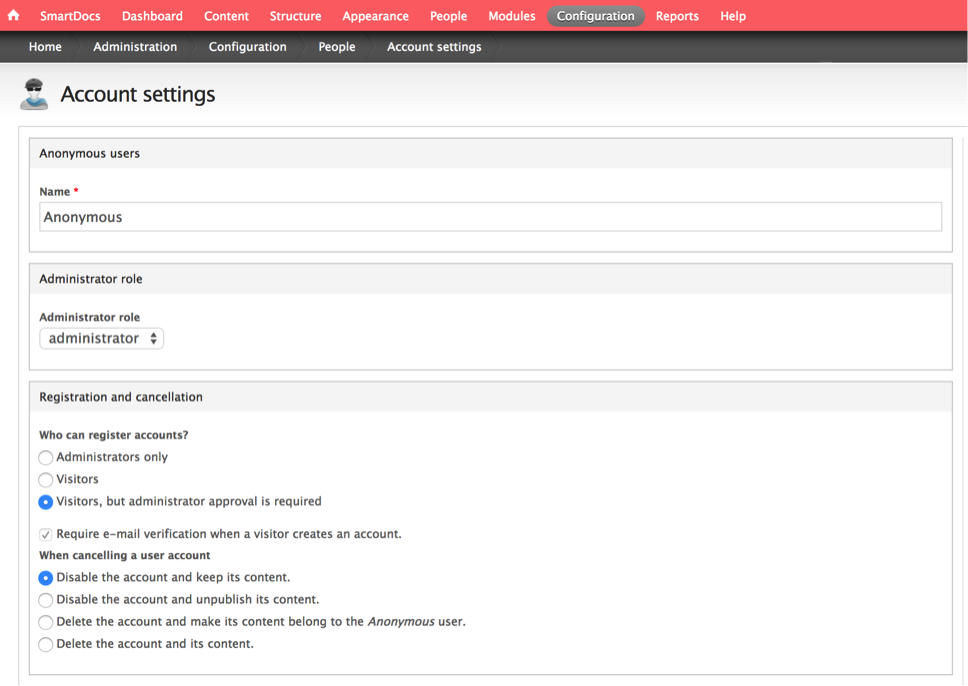 SmartDocs Dashboard Content Structure Appearance People Modules Configuration Reports Help
Home Administration Configuration People Account settings
Account settings
Anonymous users
Name *
Anonymous
Administrator role
Administrator role
administrator
Registration and cancellation
Who can register accounts?
Administrators only
Visitors
Visitors, but administrator approval is required
Require e-mail verification when a visitor creates an account.
When cancelling a user account
Disable the account and keep its content.
Disable the account and unpublish its content.
Delete the account and make its content belong to the Anonymous user.
Delete the account and its content.